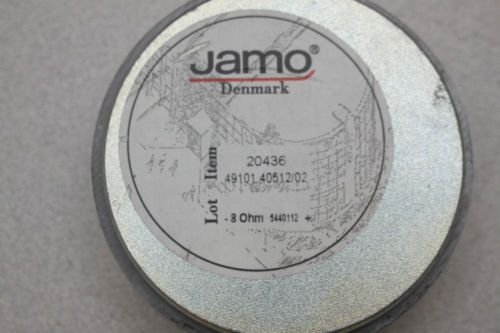 Jamo®
Denmark
Item 20436
Lot 49101 40512/02
- 8 Ohm 5440112 +